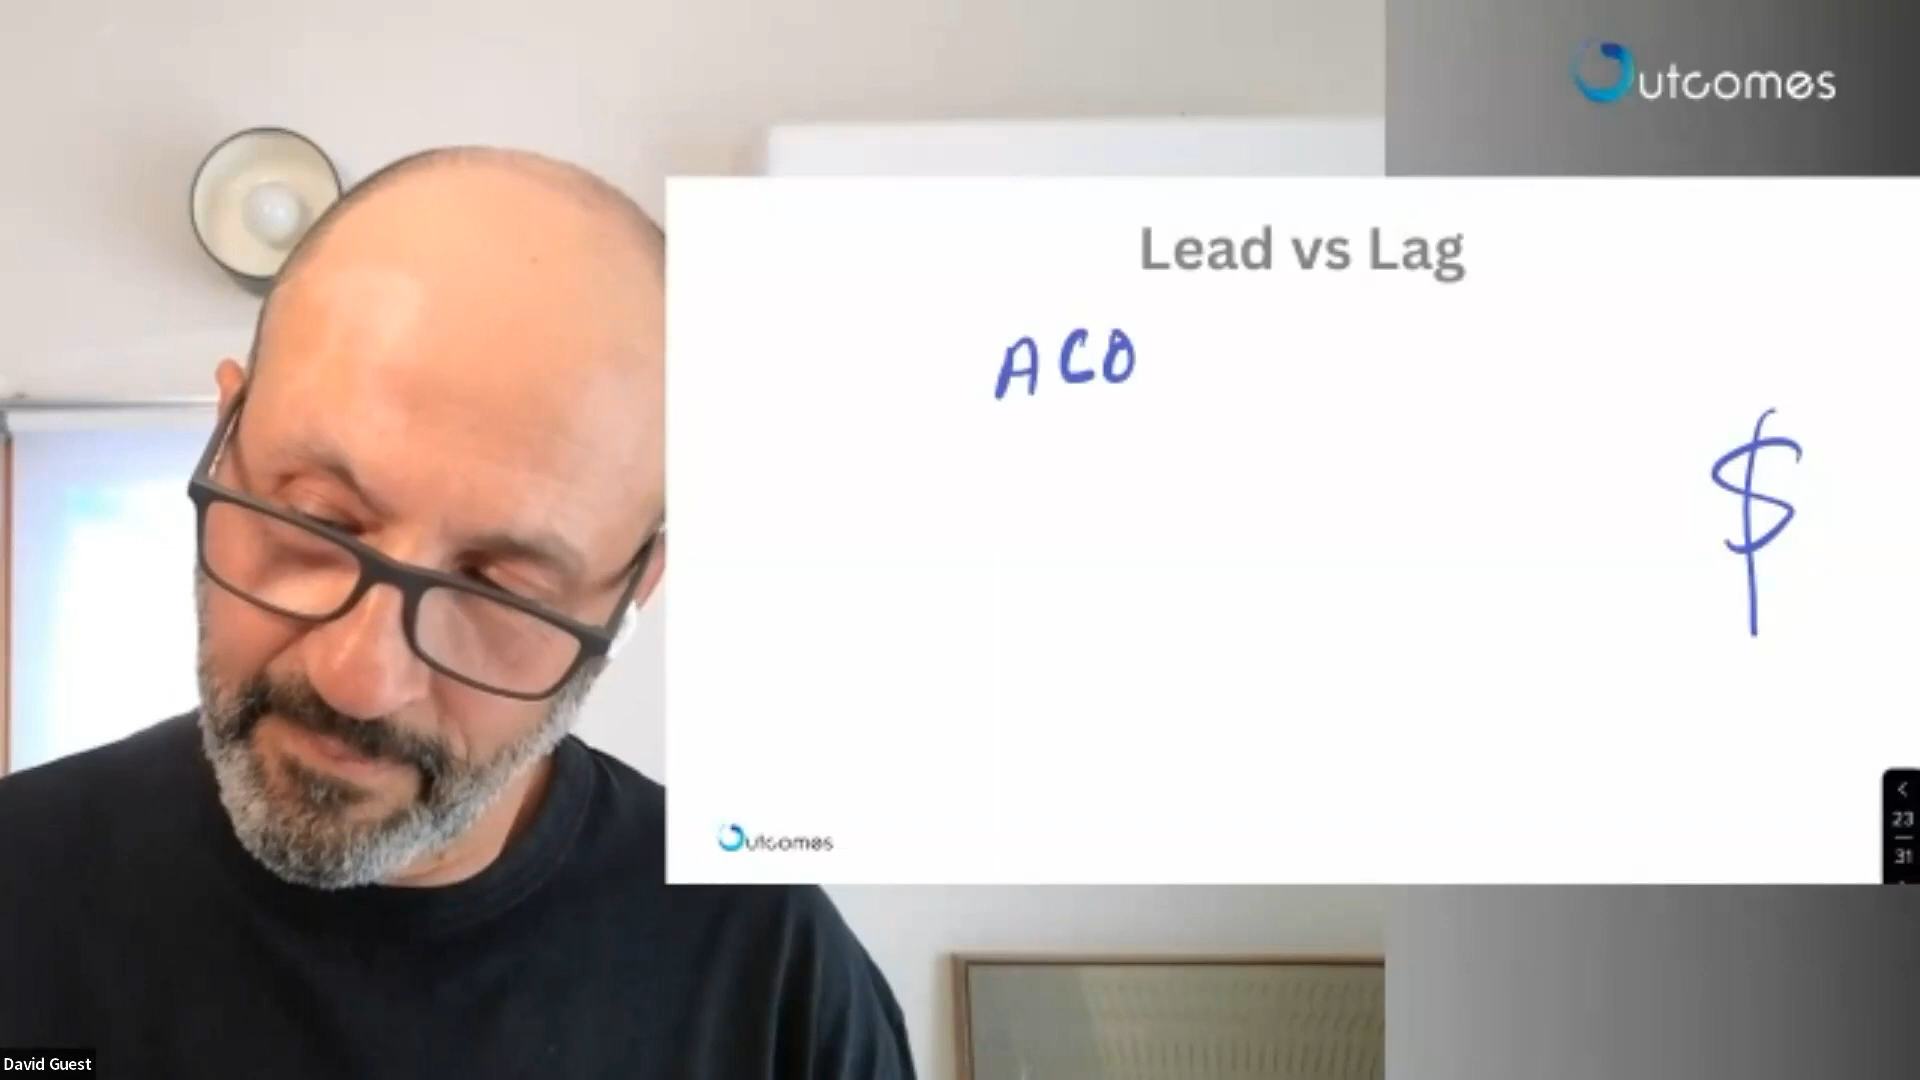 Outcomes
Lead vs Lag
ACO
$
Outcomes
23
31
David Guest